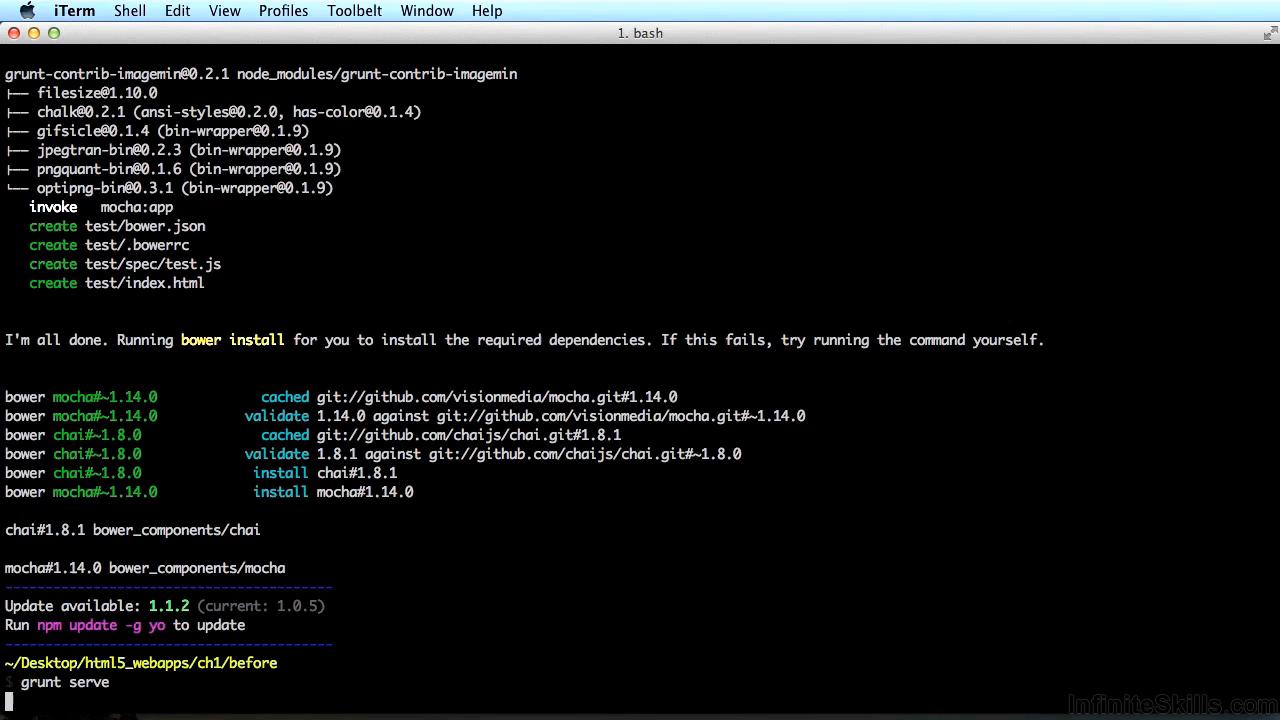 iTerm Shell Edit View Profiles Toolbelt Window Help
1. bash
grunt-contrib-imagemin@0.2.1 node_modules/grunt-contrib-imagemin
├── filesize@1.10.0
├── chalk@0.2.1 (ansi-styles@0.2.0, has-color@0.1.4)
├── gifsicle@0.1.4 (bin-wrapper@0.1.9)
├── jpegtran-bin@0.2.3 (bin-wrapper@0.1.9)
├── pngquant-bin@0.1.6 (bin-wrapper@0.1.9)
└── optipng-bin@0.3.1 (bin-wrapper@0.1.9)
invoke mocha:app
create test/bower.json
create test/.bowerrc
create test/spec/test.js
create test/index.html
I'm all done. Running bower install for you to install the required dependencies. If this fails, try running the command yourself.
bower mocha#~1.14.0 cached git://github.com/visionmedia/mocha.git#1.14.0
bower mocha#~1.14.0 validate 1.14.0 against git://github.com/visionmedia/mocha.git#~1.14.0
bower chai#~1.8.0 cached git://github.com/chaijs/chai.git#1.8.1
bower chai#~1.8.0 validate 1.8.1 against git://github.com/chaijs/chai.git#~1.8.0
bower chai#~1.8.0 install chai#1.8.1
bower mocha#~1.14.0 install mocha#1.14.0
chai#1.8.1 bower_components/chai
mocha#1.14.0 bower_components/mocha
-----------------------------------------
Update available: 1.1.2 (current: 1.0.5)
Run npm update -g yo to update
-----------------------------------------
~/Desktop/html5_webapps/ch1/before
$ grunt serve
InfiniteSkills.com